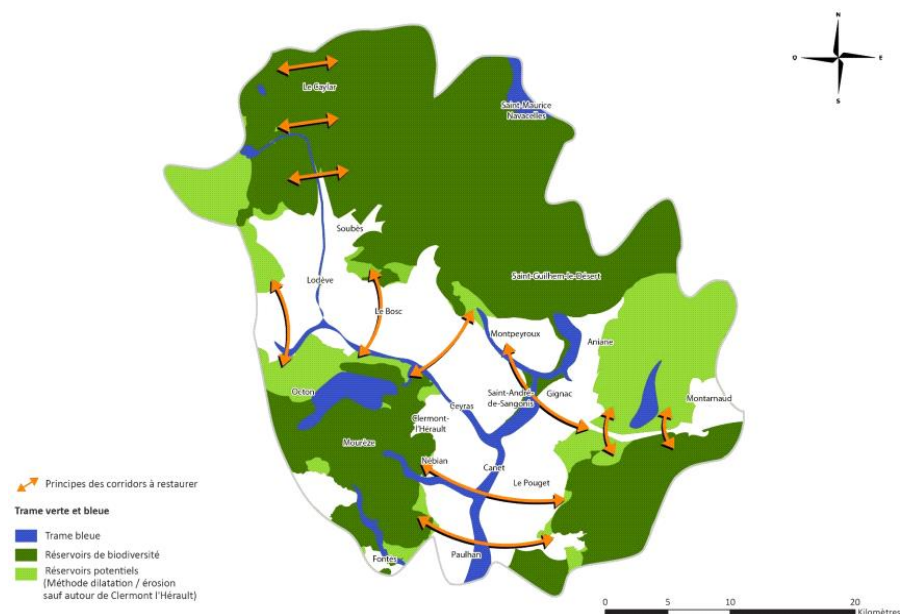 N
O
E
S
Le Caylar
Saint-Maurice
Navacelles
Soubès
Lodève
Saint-Guilhem-le-Désert
Le Bosc
Montpeyroux
Aniane
Octon
Saint-André-
de-Sangonis
Gignac
Montarnaud
Ceyras
Clermont-
l'Hérault
Mourèze
Nébian
Canet
Le Pouget
Paulhan
Fontès
Principes des corridors à restaurer
Trame verte et bleue
Trame bleue
Réservoirs de biodiversité
Réservoirs potentiels
(Méthode dilatation / érosion
sauf autour de Clermont l'Hérault)
0 5 10 20
Kilomètres